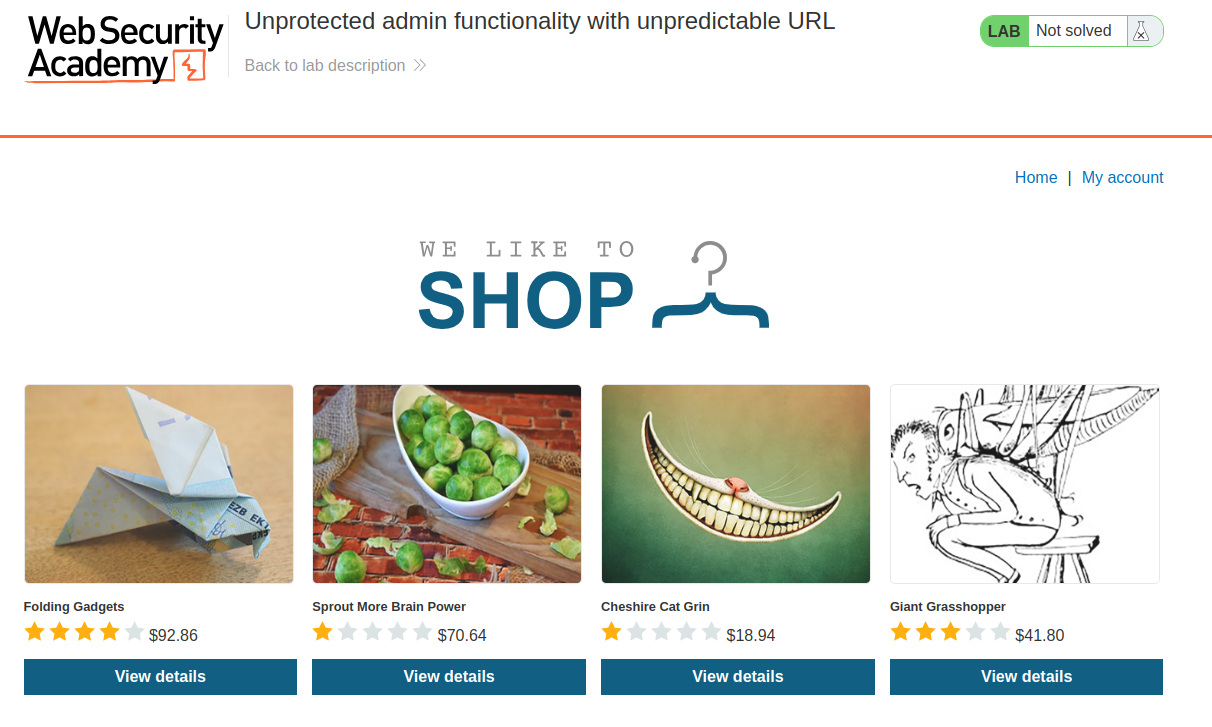 Web Security
Academy
Unprotected admin functionality with unpredictable URL
Back to lab description
LAB Not solved
Home | My account
WE LIKE TO
SHOP
EZB EK
Folding Gadgets
$92.86
View details
Sprout More Brain Power
$70.64
View details
Cheshire Cat Grin
$18.94
View details
Giant Grasshopper
$41.80
View details